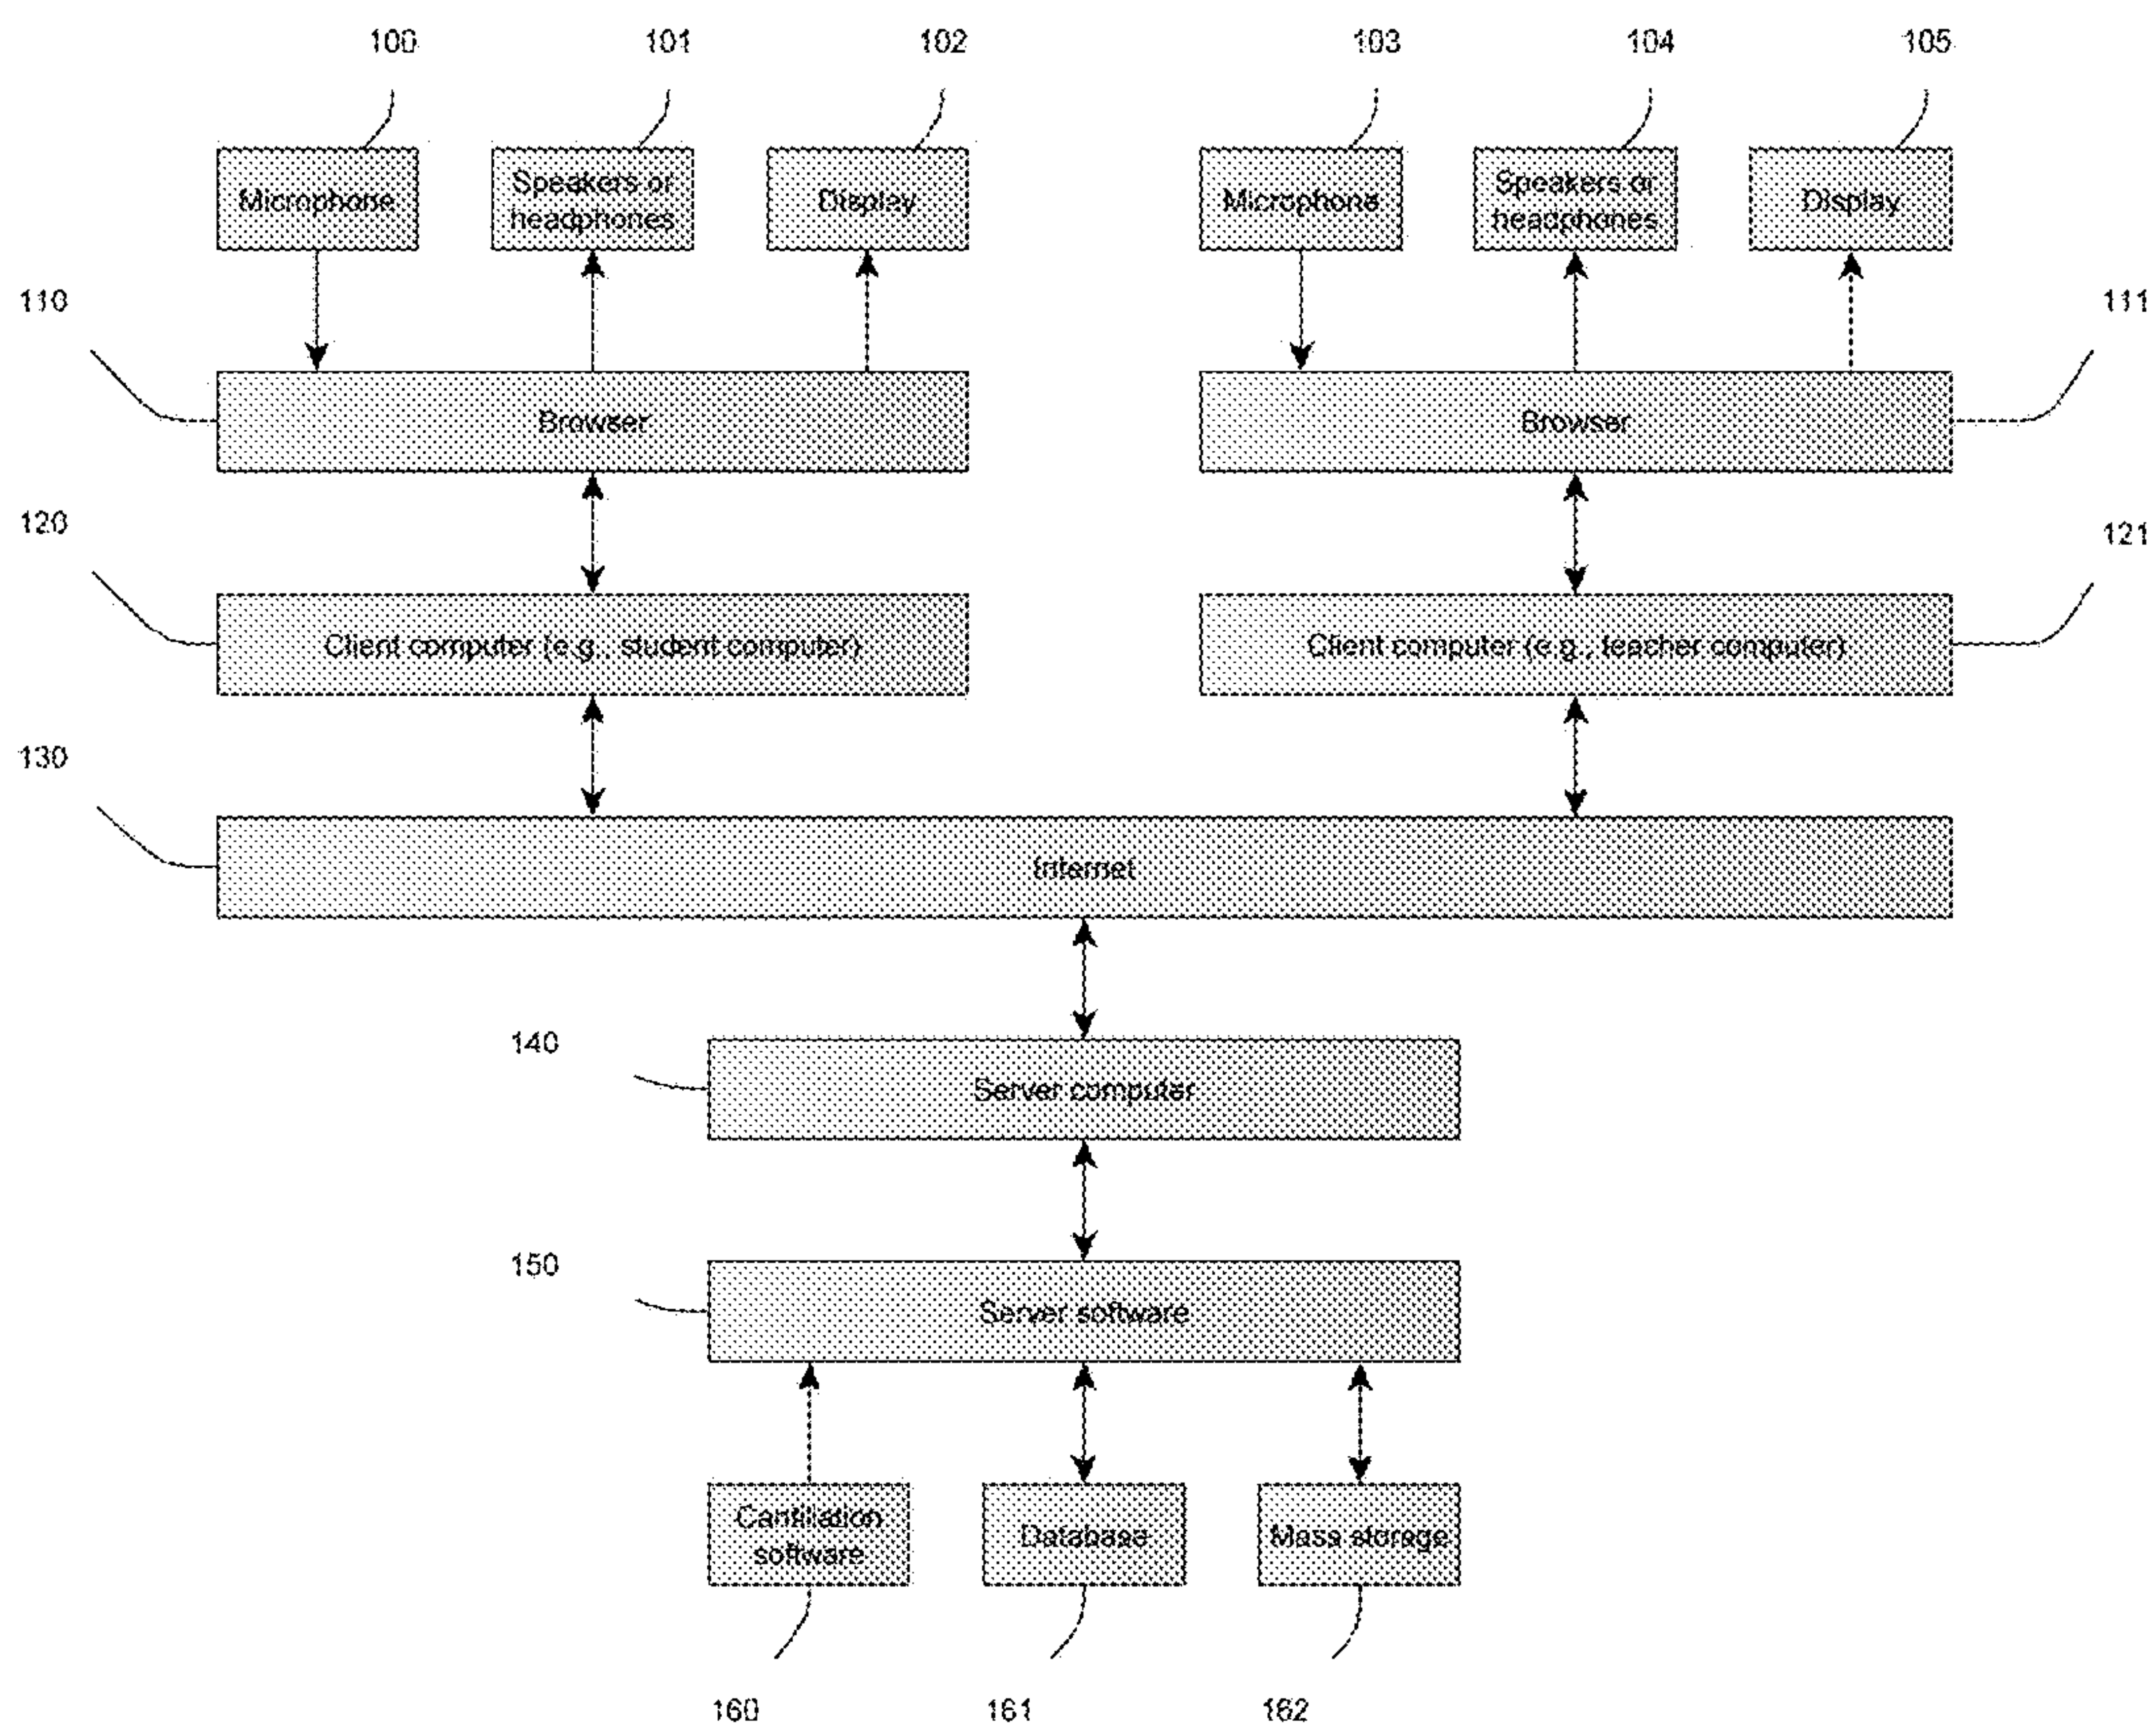 100
101
102
103
104
105
Microphone
Speakers or
headphones
Display
Microphone
Speakers or
headphones
Display
110
111
Browser
Browser
120
121
Client computer (e.g., student computer)
Client computer (e.g., teacher computer)
130
Internet
140
Server computer
150
Server software
Cantillation
software
Database
Mass storage
160
161
162